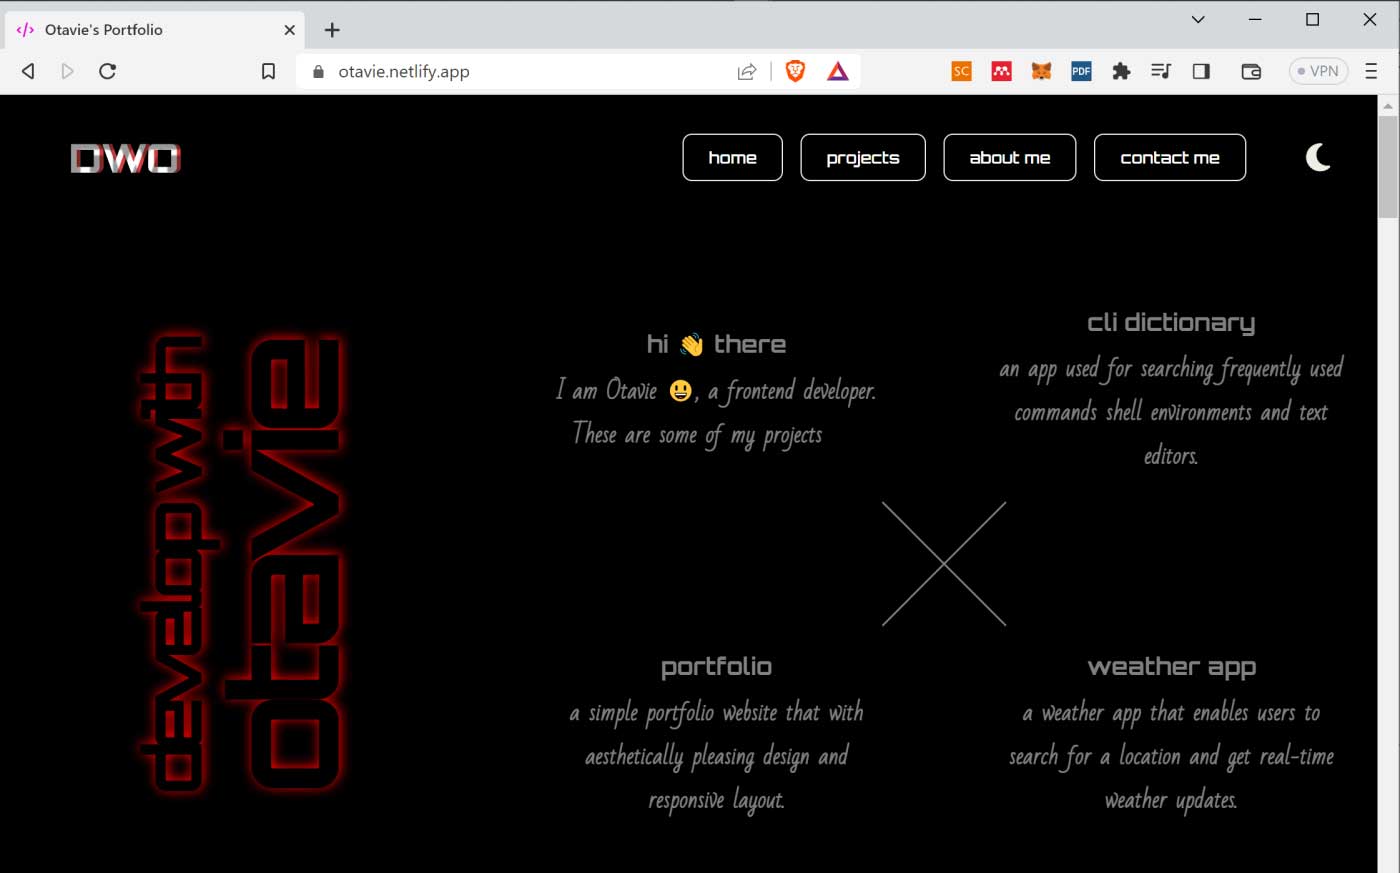 Otavie's Portfolio
otavie.netlify.app
SC
PDF
VPN
DWO
home
projects
about me
contact me
develop with
otavie
hi 👋 there
I am Otavie 😃, a frontend developer.
These are some of my projects
cli dictionary
an app used for searching frequently used
commands shell environments and text
editors.
portfolio
a simple portfolio website that with
aesthetically pleasing design and
responsive layout.
weather app
a weather app that enables users to
search for a location and get real-time
weather updates.